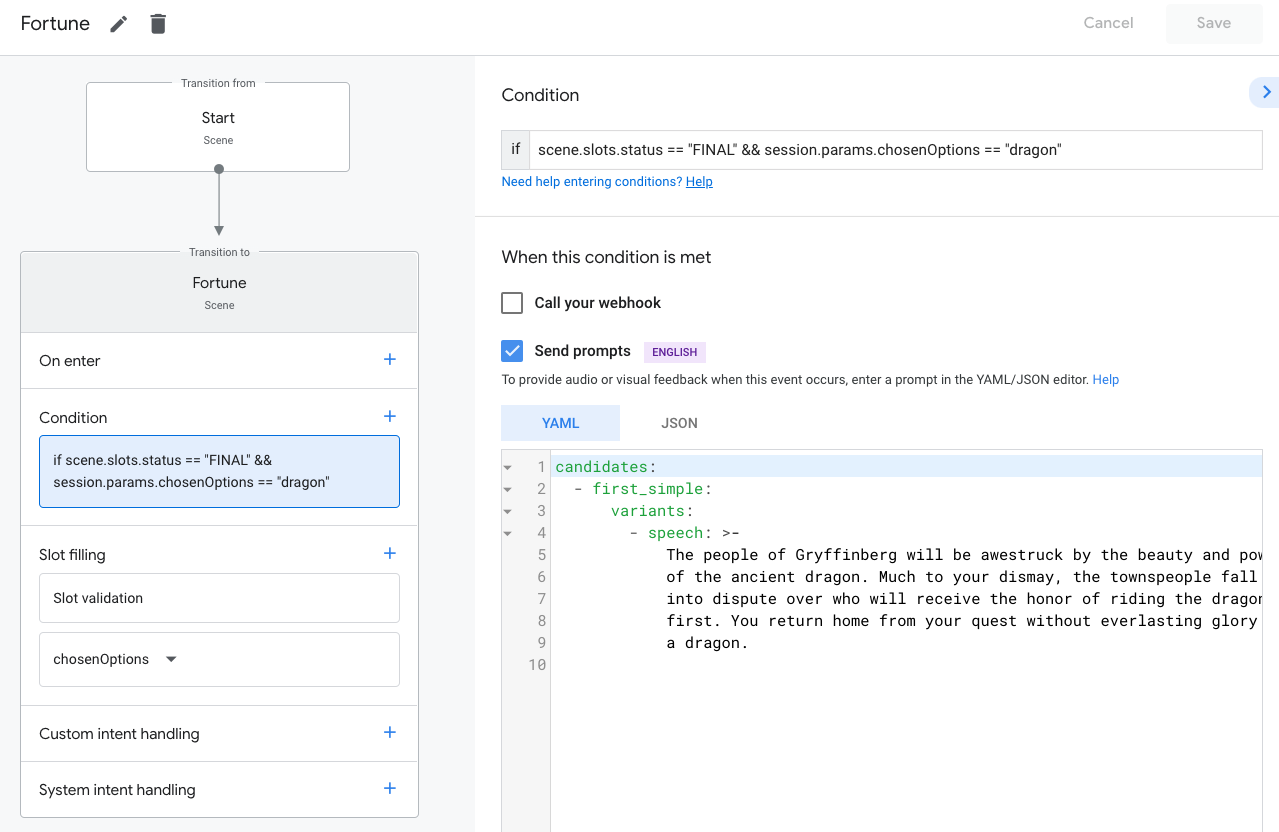 Fortune
Cancel
Save
Transition from
Start
Scene
Transition to
Fortune
Scene
On enter
Condition
if scene.slots.status == "FINAL" &&
session.params.chosenOptions == "dragon"
Slot filling
Slot validation
chosenOptions
Custom intent handling
System intent handling
Condition
if scene.slots.status == "FINAL" && session.params.chosenOptions == "dragon"
Need help entering conditions? Help
When this condition is met
Call your webhook
Send prompts ENGLISH
To provide audio or visual feedback when this event occurs, enter a prompt in the YAML/JSON editor. Help
YAML JSON
1 candidates:
2 - first_simple:
3 variants:
4 - speech: >-
5 The people of Gryffinberg will be awestruck by the beauty and
6 of the ancient dragon. Much to your dismay, the townspeople fall
7 into dispute over who will receive the honor of riding the dragon
8 first. You return home from your quest without everlasting glory
9 a dragon.
10